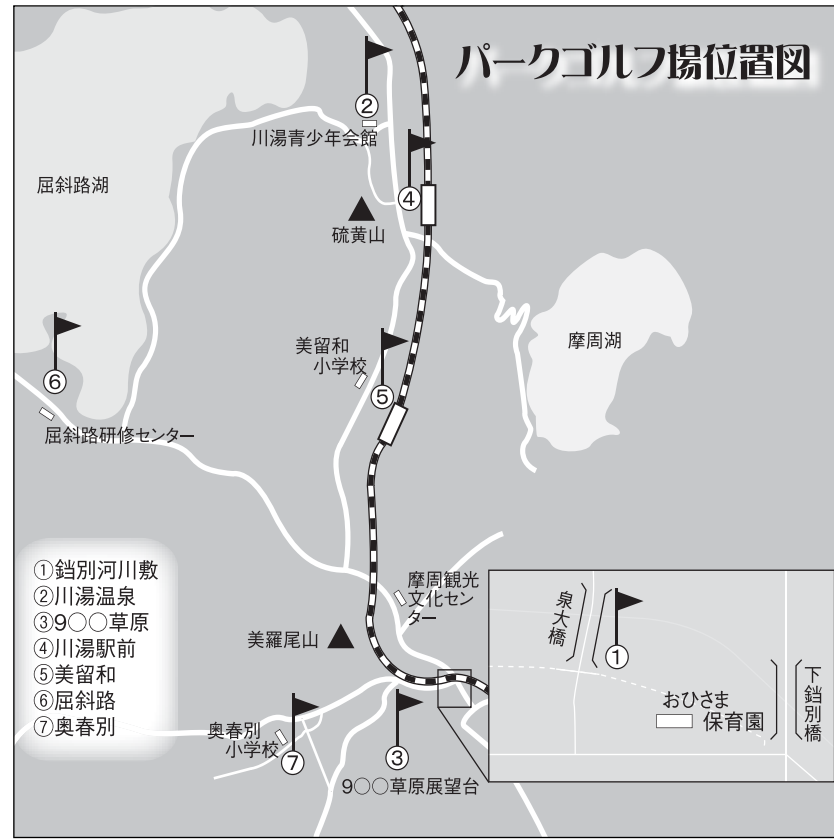 パークゴルフ場位置図
②
川湯青少年会館
④
屈斜路湖
硫黄山
摩周湖
美留和
小学校
⑤
⑥
屈斜路研修センター
①鐺別河川敷
②川湯温泉
③9○○草原
④川湯駅前
⑤美留和
⑥屈斜路
⑦奥春別
摩周観光
文化セン
ター
美羅尾山
泉大橋
①
おひさま
保育園
下鐺別橋
奥春別
小学校
⑦
③
9○○草原展望台